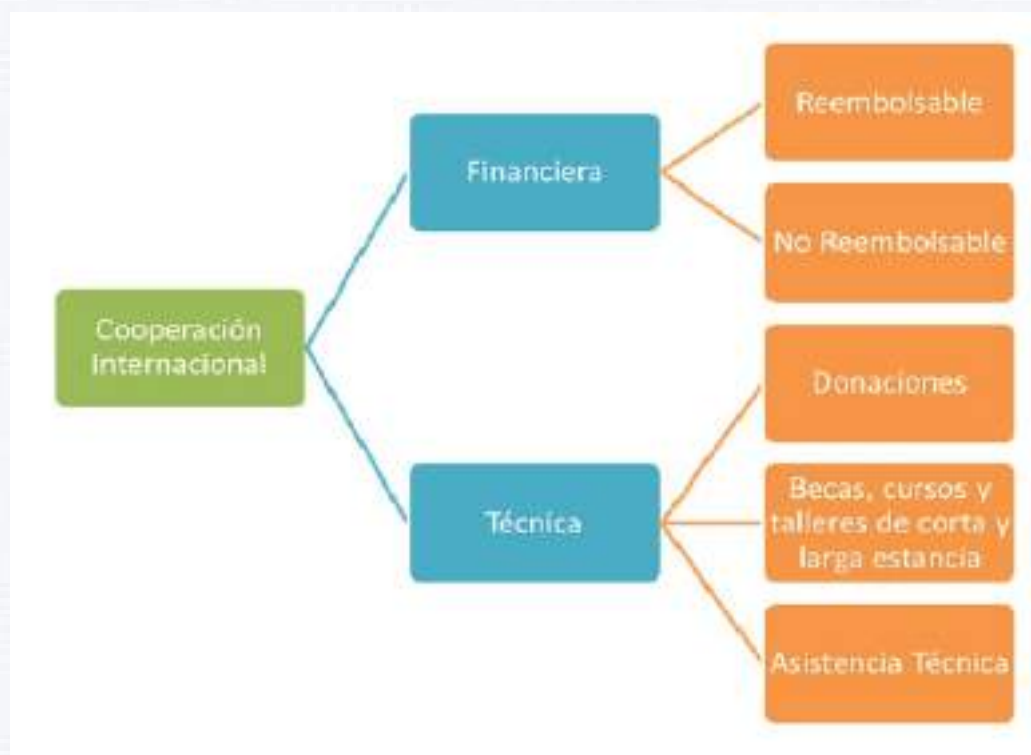 Cooperación
Internacional
Financiera
Reembolsable
No Reembolsable
Técnica
Donaciones
Becas, cursos y
talleres de corta y
larga estancia
Asistencia Técnica